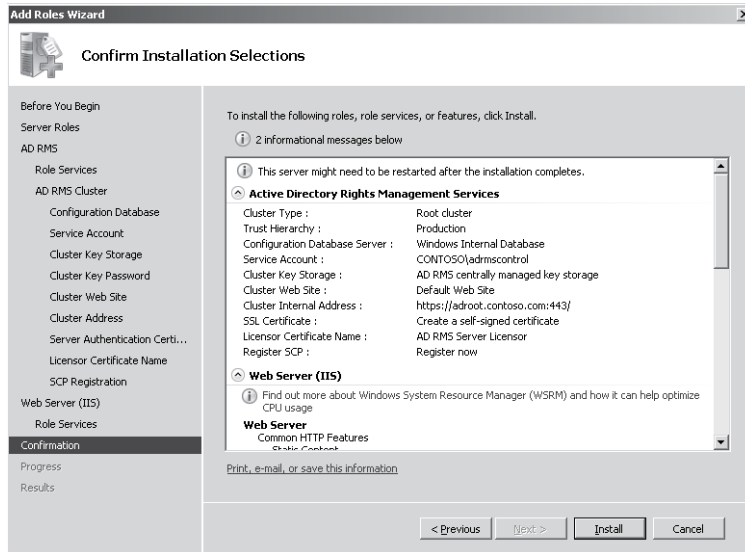 Add Roles Wizard
Confirm Installation Selections
Before You Begin
Server Roles
AD RMS
Role Services
AD RMS Cluster
Configuration Database
Service Account
Cluster Key Storage
Cluster Key Password
Cluster Web Site
Cluster Address
Server Authentication Certi...
Licensor Certificate Name
SCP Registration
Web Server (IIS)
Role Services
Confirmation
Progress
Results
To install the following roles, role services, or features, click Install.
2 informational messages below
This server might need to be restarted after the installation completes.
Active Directory Rights Management Services
Cluster Type : Root cluster
Trust Hierarchy : Production
Configuration Database Server : Windows Internal Database
Service Account : CONTOSO\adrmscontrol
Cluster Key Storage : AD RMS centrally managed key storage
Cluster Web Site : Default Web Site
Cluster Internal Address : https://adroot.contoso.com:443/
SSL Certificate : Create a self-signed certificate
Licensor Certificate Name : AD RMS Server Licensor
Register SCP : Register now
Web Server (IIS)
Find out more about Windows System Resource Manager (WSRM) and how it can help optimize
CPU usage
Web Server
Common HTTP Features
Static Content
Print, e-mail, or save this information
< Previous Next > Install Cancel